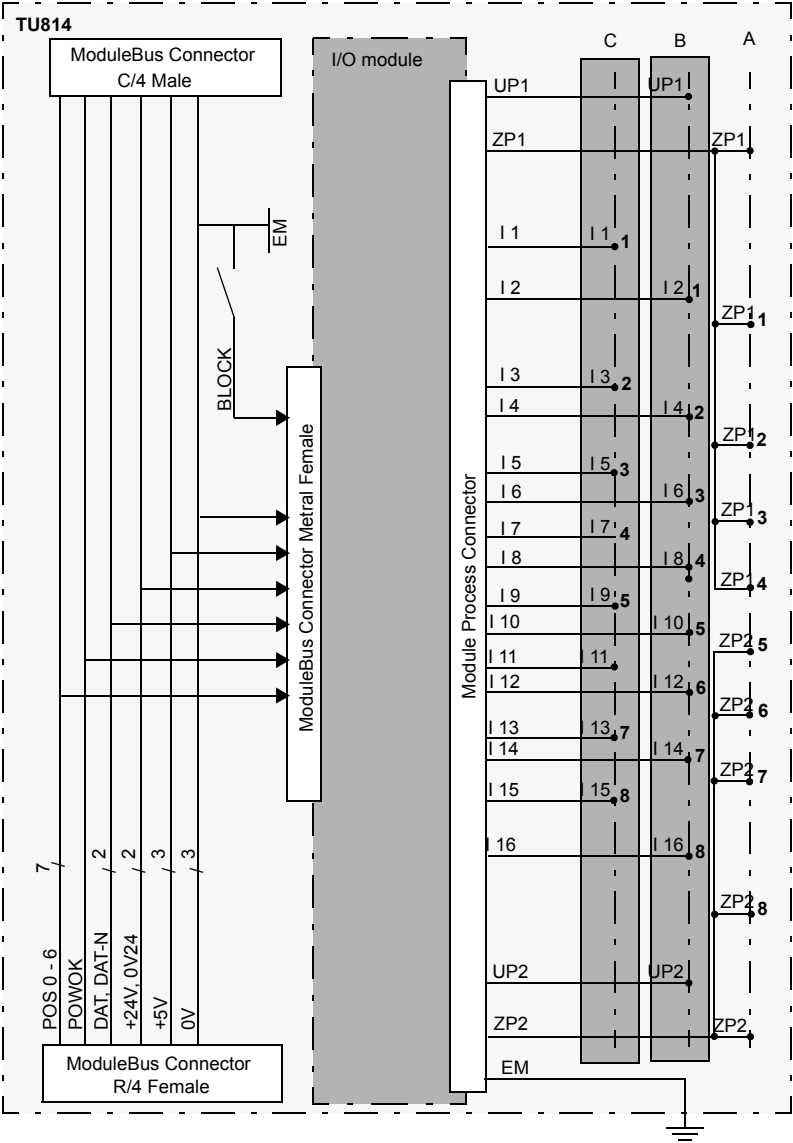 TU814
ModuleBus Connector
C/4 Male
I/O module
C B A
UP1 UP1
ZP1 ZP1
EM
I 1 I 1 1
I 2 I 2 1
ZP1 1
BLOCK
I 3 I 3 2
I 4 I 4 2
ZP1 2
I 5 I 5 3
I 6 I 6 3
ZP1 3
I 7 I 7 4
I 8 I 8 4
ZP1 4
I 9 I 9 5
I 10 I 10 5
ZP2 5
I 11 I 11
I 12 I 12 6
ZP2 6
I 13 I 13 7
I 14 I 14 7
ZP2 7
I 15 I 15 8
I 16 I 16 8
ZP2 8
ModuleBus Connector Metral Female
Module Process Connector
7 2 2 3 3
POS 0 - 6
POWOK
DAT, DAT-N
+24V, 0V24
+5V
0V
UP2 UP2
ZP2 ZP2
EM
ModuleBus Connector
R/4 Female